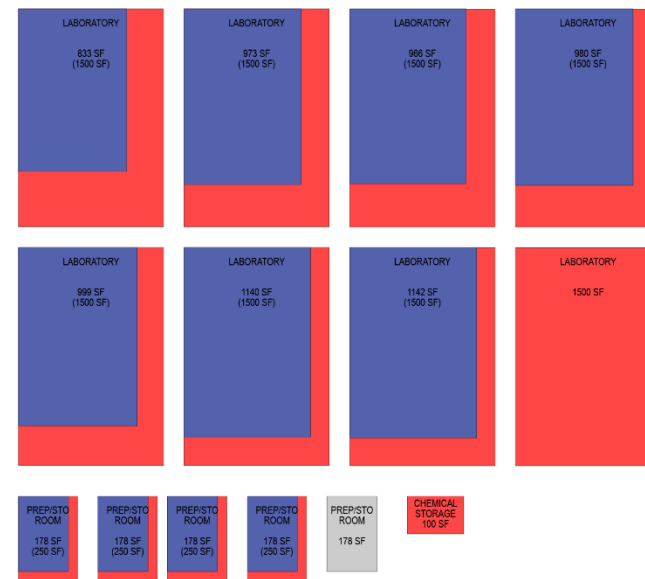 LABORATORY
833 SF
(1500 SF)
LABORATORY
973 SF
(1500 SF)
LABORATORY
966 SF
(1500 SF)
LABORATORY
980 SF
(1500 SF)
LABORATORY
999 SF
(1500 SF)
LABORATORY
1140 SF
(1500 SF)
LABORATORY
1142 SF
(1500 SF)
LABORATORY
1500 SF
PREP/STO
ROOM
178 SF
(250 SF)
PREP/STO
ROOM
178 SF
(250 SF)
PREP/STO
ROOM
178 SF
(250 SF)
PREP/STO
ROOM
178 SF
(250 SF)
PREP/STO
ROOM
178 SF
CHEMICAL
STORAGE
100 SF